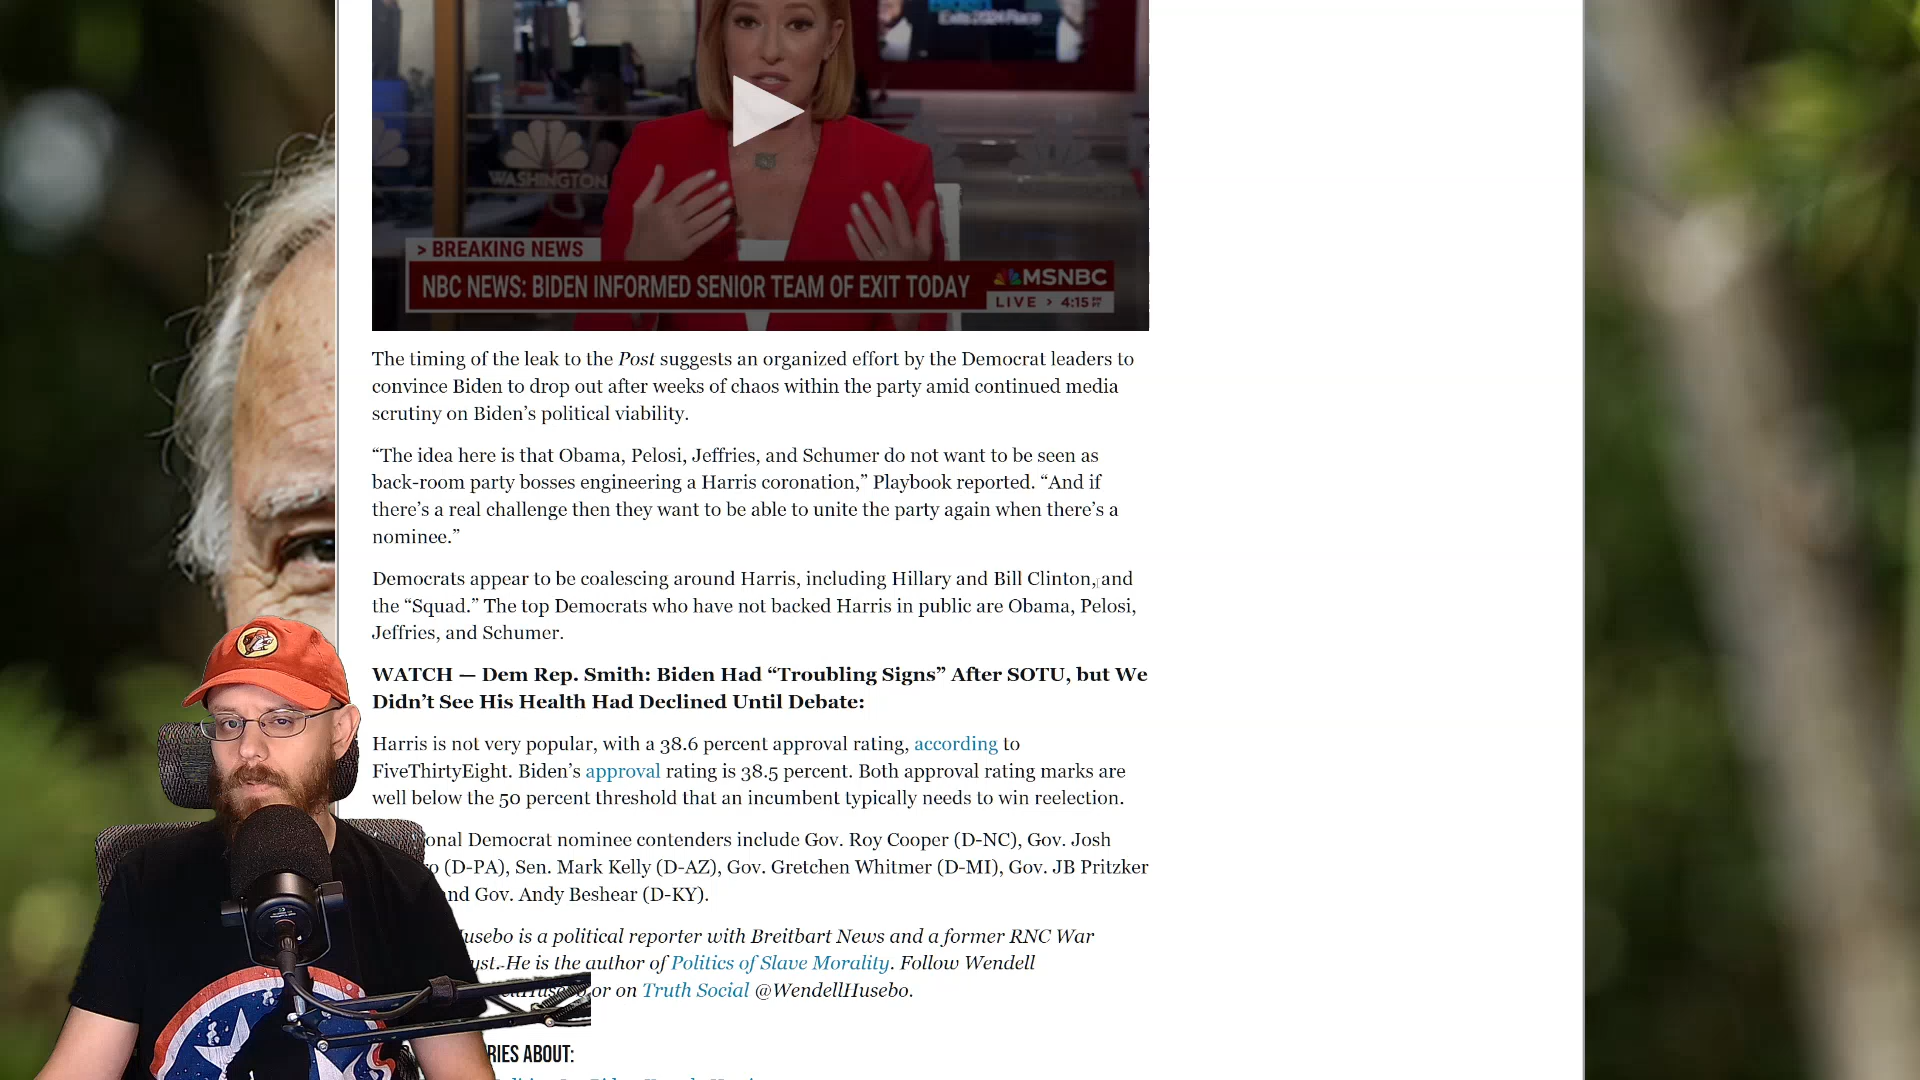 Exits 2024 Race
WASHINGTON
> BREAKING NEWS
NBC NEWS: BIDEN INFORMED SENIOR TEAM OF EXIT TODAY
MSNBC
LIVE > 4:15 PM PT
The timing of the leak to the Post suggests an organized effort by the Democrat leaders to
convince Biden to drop out after weeks of chaos within the party amid continued media
scrutiny on Biden’s political viability.
“The idea here is that Obama, Pelosi, Jeffries, and Schumer do not want to be seen as
back-room party bosses engineering a Harris coronation,” Playbook reported. “And if
there’s a real challenge then they want to be able to unite the party again when there’s a
nominee.”
Democrats appear to be coalescing around Harris, including Hillary and Bill Clinton, and
the “Squad.” The top Democrats who have not backed Harris in public are Obama, Pelosi,
Jeffries, and Schumer.
WATCH — Dem Rep. Smith: Biden Had “Troubling Signs” After SOTU, but We
Didn’t See His Health Had Declined Until Debate:
Harris is not very popular, with a 38.6 percent approval rating, according to
FiveThirtyEight. Biden’s approval rating is 38.5 percent. Both approval rating marks are
well below the 50 percent threshold that an incumbent typically needs to win reelection.
onal Democrat nominee contenders include Gov. Roy Cooper (D-NC), Gov. Josh
o (D-PA), Sen. Mark Kelly (D-AZ), Gov. Gretchen Whitmer (D-MI), Gov. JB Pritzker
nd Gov. Andy Beshear (D-KY).
Husebo is a political reporter with Breitbart News and a former RNC War
yst. He is the author of Politics of Slave Morality. Follow Wendell
or on Truth Social @WendellHusebo.
RIES ABOUT: